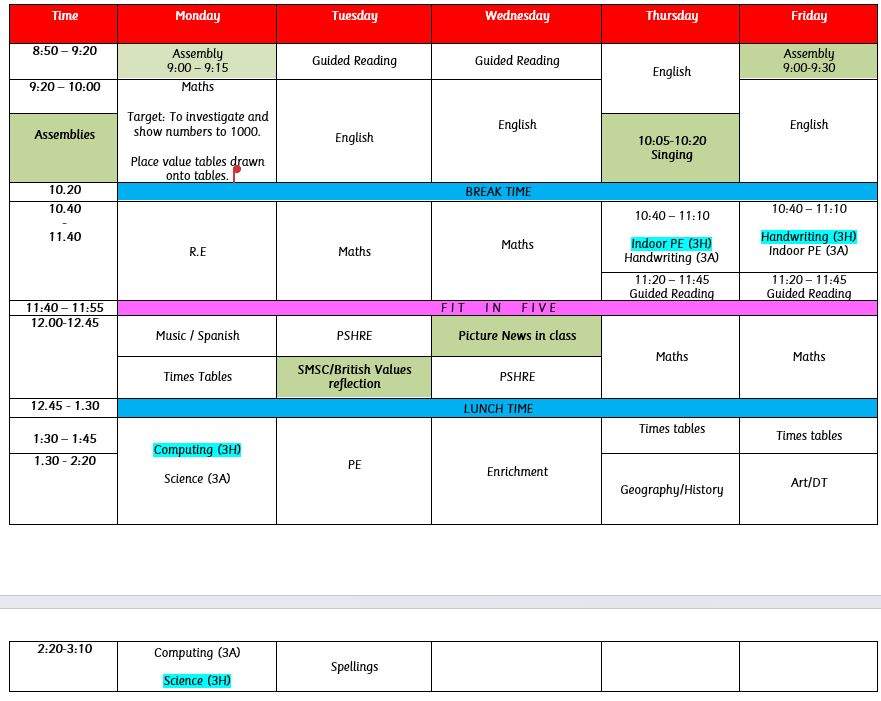 Time Monday Tuesday Wednesday Thursday Friday
8:50 – 9:20
Assembly
9:00 – 9:15
Guided Reading
Guided Reading
English
Assembly
9:00-9:30
9:20 – 10:00
Maths
Target: To investigate and
show numbers to 1000.
Place value tables drawn
onto tables.
English
English
English
Assemblies
10:05-10:20
Singing
10.20
BREAK TIME
10.40
-
11.40
R.E
Maths
Maths
10:40 – 11:10
Indoor PE (3H)
Handwriting (3A)
10:40 – 11:10
Handwriting (3H)
Indoor PE (3A)
11:20 – 11:45
Guided Reading
11:20 – 11:45
Guided Reading
11:40 – 11:55
FIT IN FIVE
12.00-12.45
Music / Spanish
PSHRE
Picture News in class
Maths
Maths
Times Tables
SMSC/British Values
reflection
PSHRE
12.45 - 1.30
LUNCH TIME
1:30 – 1:45
Computing (3H)
Science (3A)
PE
Enrichment
Times tables
Times tables
1.30 - 2:20
Geography/History
Art/DT
2:20-3:10
Computing (3A)
Science (3H)
Spellings